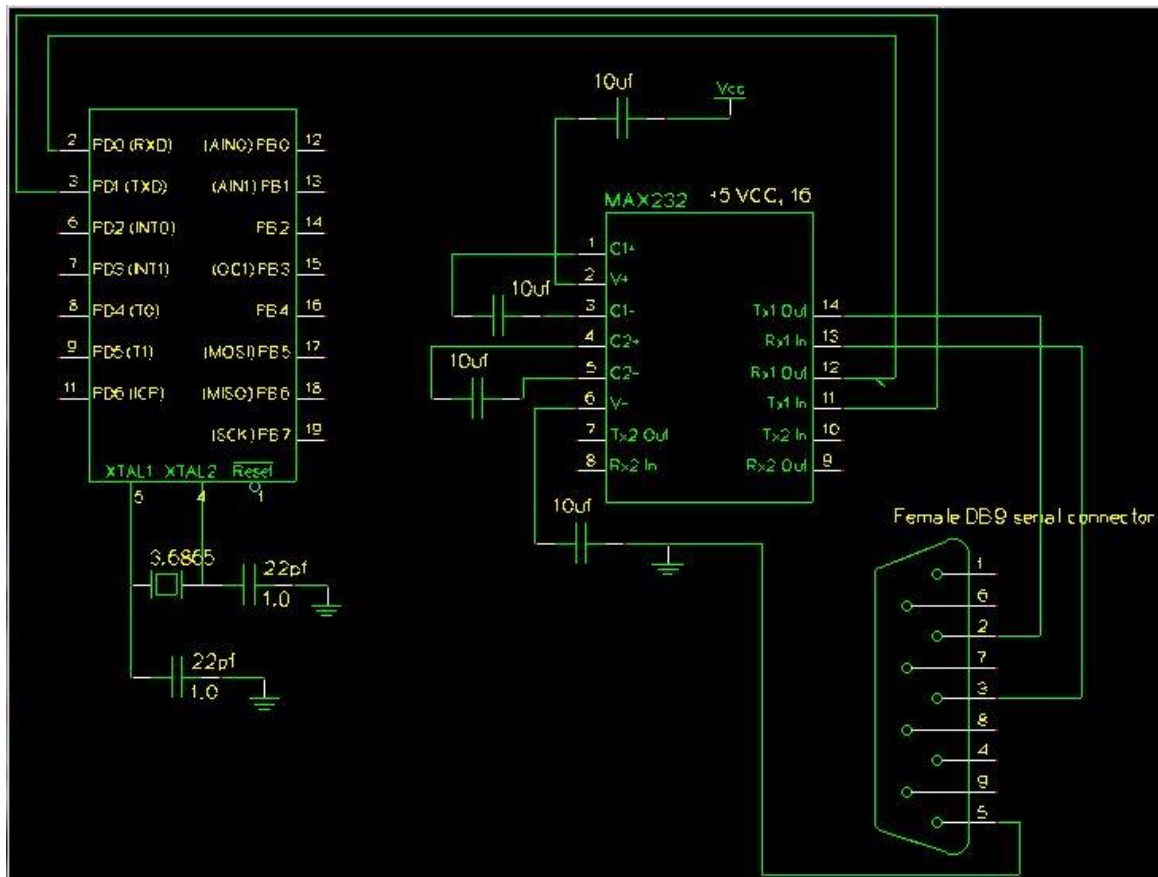 10uf
Vcc
2 PD0 (RXD) (AIN0) PB0 12
3 PD1 (TXD) (AIN1) PB1 13
6 PD2 (INT0) PB2 14
7 PD3 (INT1) (OC1) PB3 15
8 PD4 (T0) PB4 16
9 PD5 (T1) (MOSI) PB5 17
11 PD6 (ICP) (MISO) PB6 18
(SCK) PB7 19
XTAL1 XTAL2 Reset
5 4 1
3.6865
22pf
1.0
22pf
1.0
MAX232 +5 VCC, 16
1 C1+
2 V+
10uf
3 C1- Tx1 Out 14
4 C2+ Rx1 In 13
10uf
5 C2- Rx1 Out 12
6 V- Tx1 In 11
7 Tx2 Out Tx2 In 10
8 Rx2 In Rx2 Out 9
10uf
Female DB9 serial connector
1
6
2
7
3
8
4
9
5